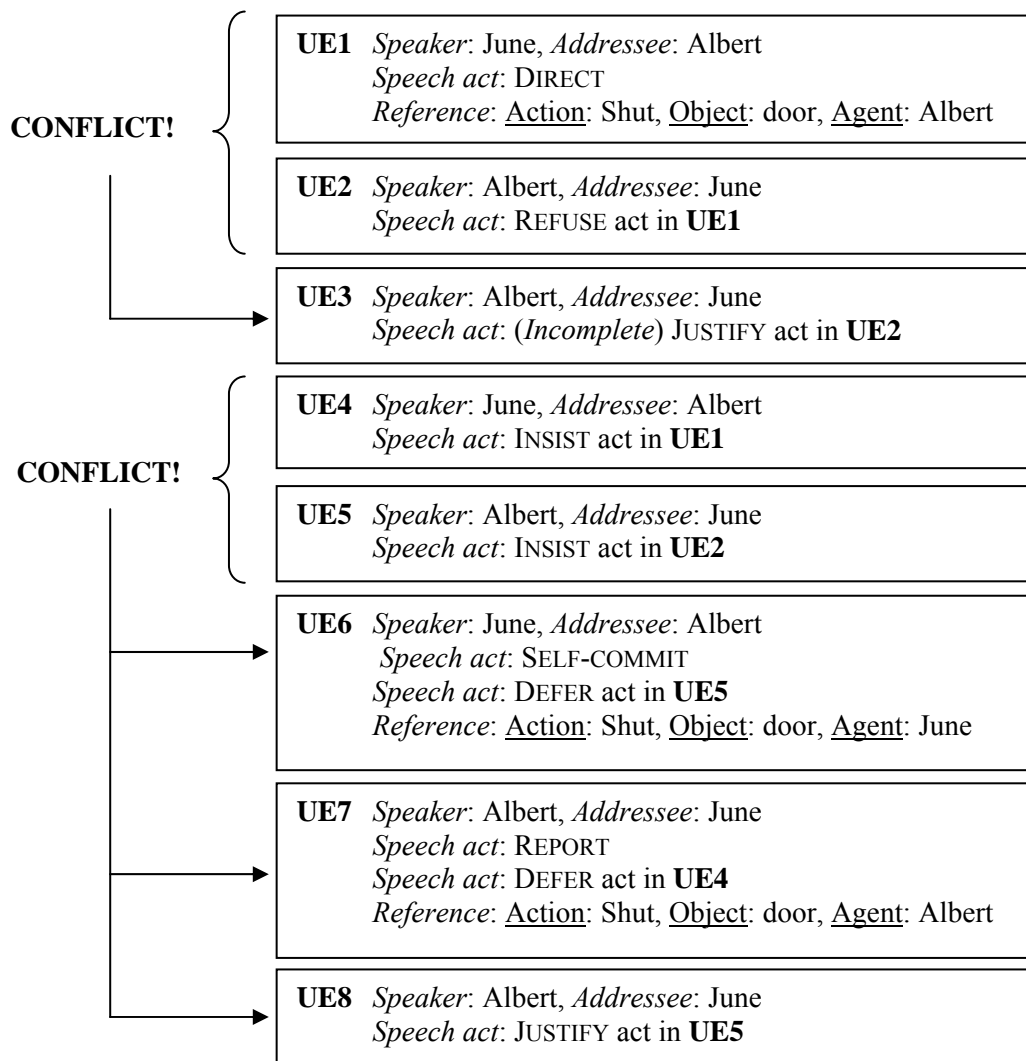 UE1 Speaker: June, Addressee: Albert
Speech act: DIRECT
Reference: Action: Shut, Object: door, Agent: Albert
CONFLICT!
UE2 Speaker: Albert, Addressee: June
Speech act: REFUSE act in UE1
UE3 Speaker: Albert, Addressee: June
Speech act: (Incomplete) JUSTIFY act in UE2
UE4 Speaker: June, Addressee: Albert
Speech act: INSIST act in UE1
CONFLICT!
UE5 Speaker: Albert, Addressee: June
Speech act: INSIST act in UE2
UE6 Speaker: June, Addressee: Albert
Speech act: SELF-COMMIT
Speech act: DEFER act in UE5
Reference: Action: Shut, Object: door, Agent: June
UE7 Speaker: Albert, Addressee: June
Speech act: REPORT
Speech act: DEFER act in UE4
Reference: Action: Shut, Object: door, Agent: Albert
UE8 Speaker: Albert, Addressee: June
Speech act: JUSTIFY act in UE5